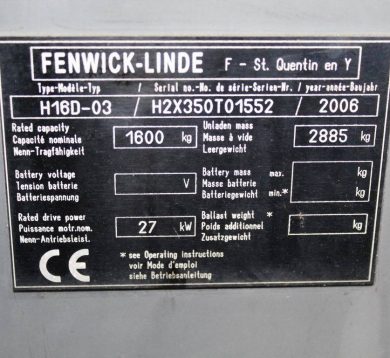 FENWICK-LINDE F - St. Quentin en Y
Type-Modèle-Typ / Serial no.-No. de série-Serien-Nr. / year-année-Baujahr
H16D-03 / H2X350T01552 / 2006
Rated capacity
Capacité nominale
Nenn-Tragfähigkeit
1600 kg
Unladen mass
Masse à vide
Leergewicht
2885 kg
Battery voltage
Tension batterie
Batteriespannung
V
Battery mass max.
Masse batterie *
Batteriegewicht min.
kg
kg
Rated drive power
Puissance motr.nom.
Nenn-Antriebsleist.
27 kW
Ballast weight *
Poids additionnel
Zusatzgewicht
kg
CE
* see Operating Instructions
voir Mode d'emploi
siehe Betriebsanleitung